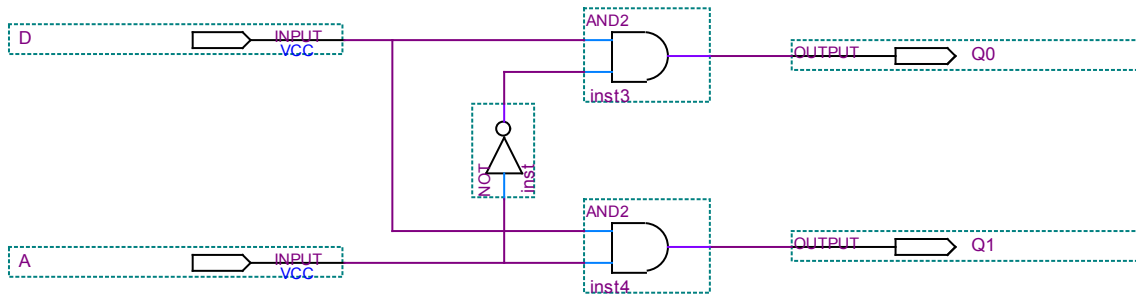 AND2
D
INPUT
VCC
OUTPUT
Q0
inst3
NOT
inst
AND2
A
INPUT
VCC
OUTPUT
Q1
inst4